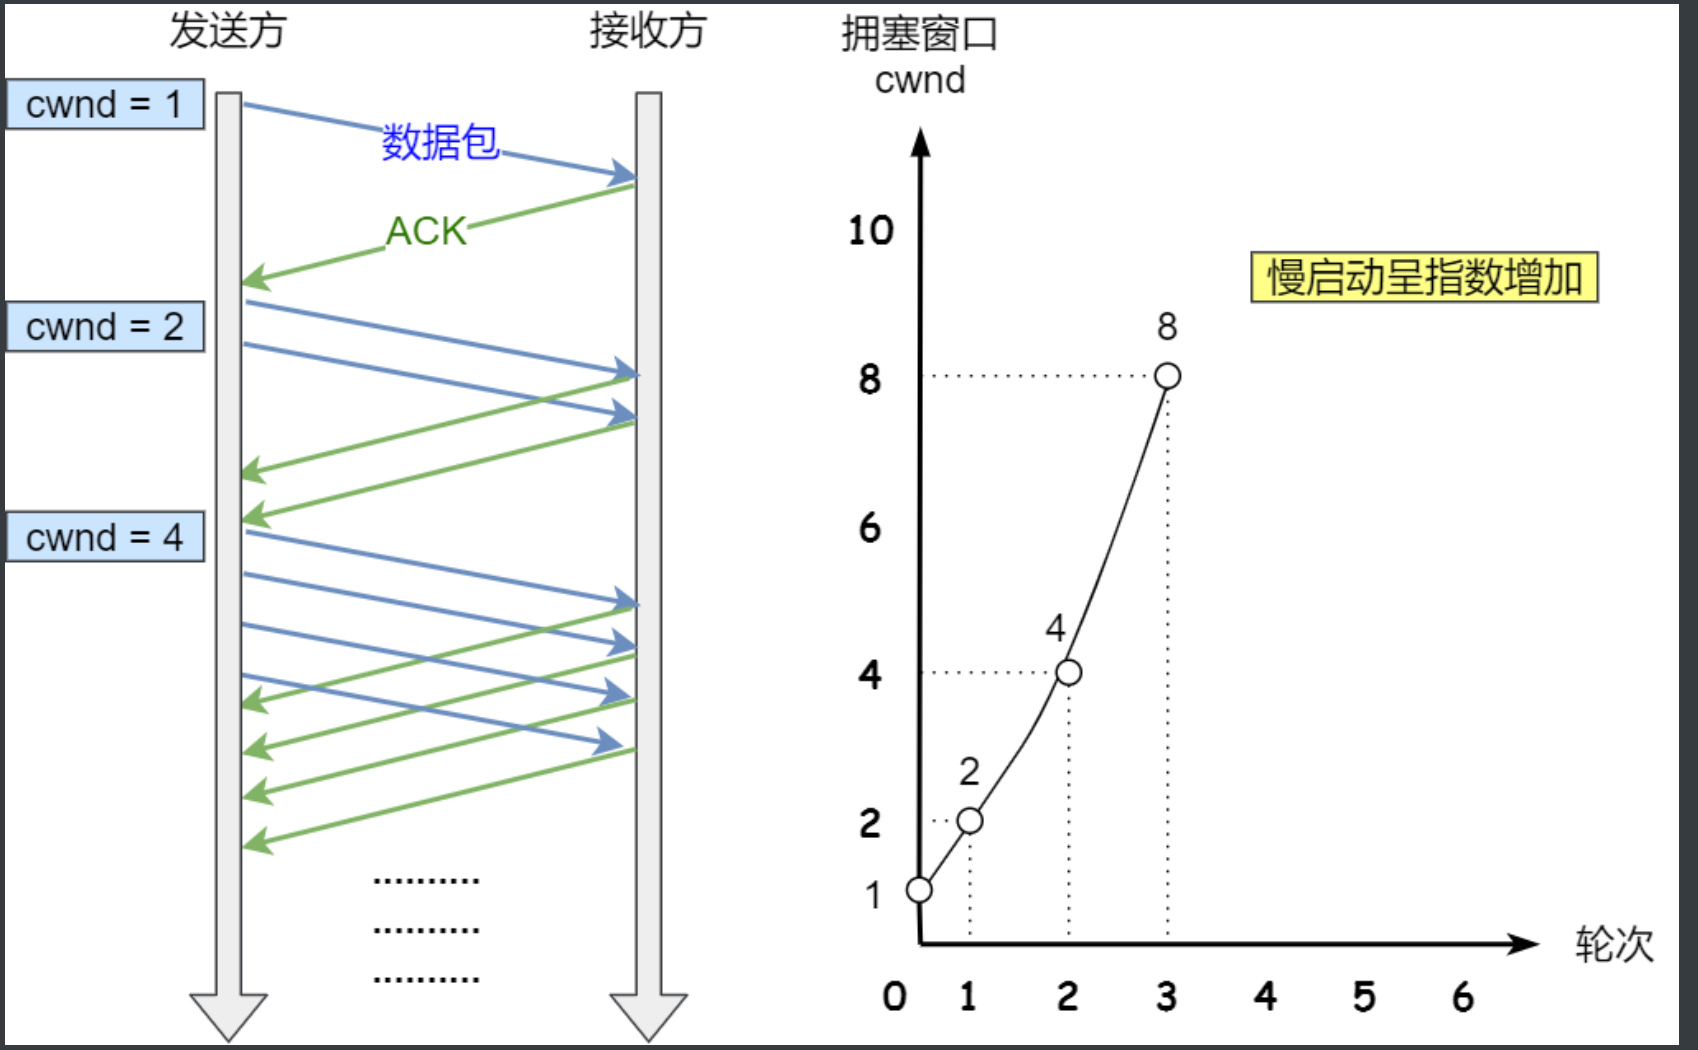 发送方
接收方
cwnd = 1
数据包
ACK
cwnd = 2
cwnd = 4
..........
..........
..........
拥塞窗口
cwnd
10
慢启动呈指数增加
8
8
6
4
4
2
2
1
轮次
0 1 2 3 4 5 6